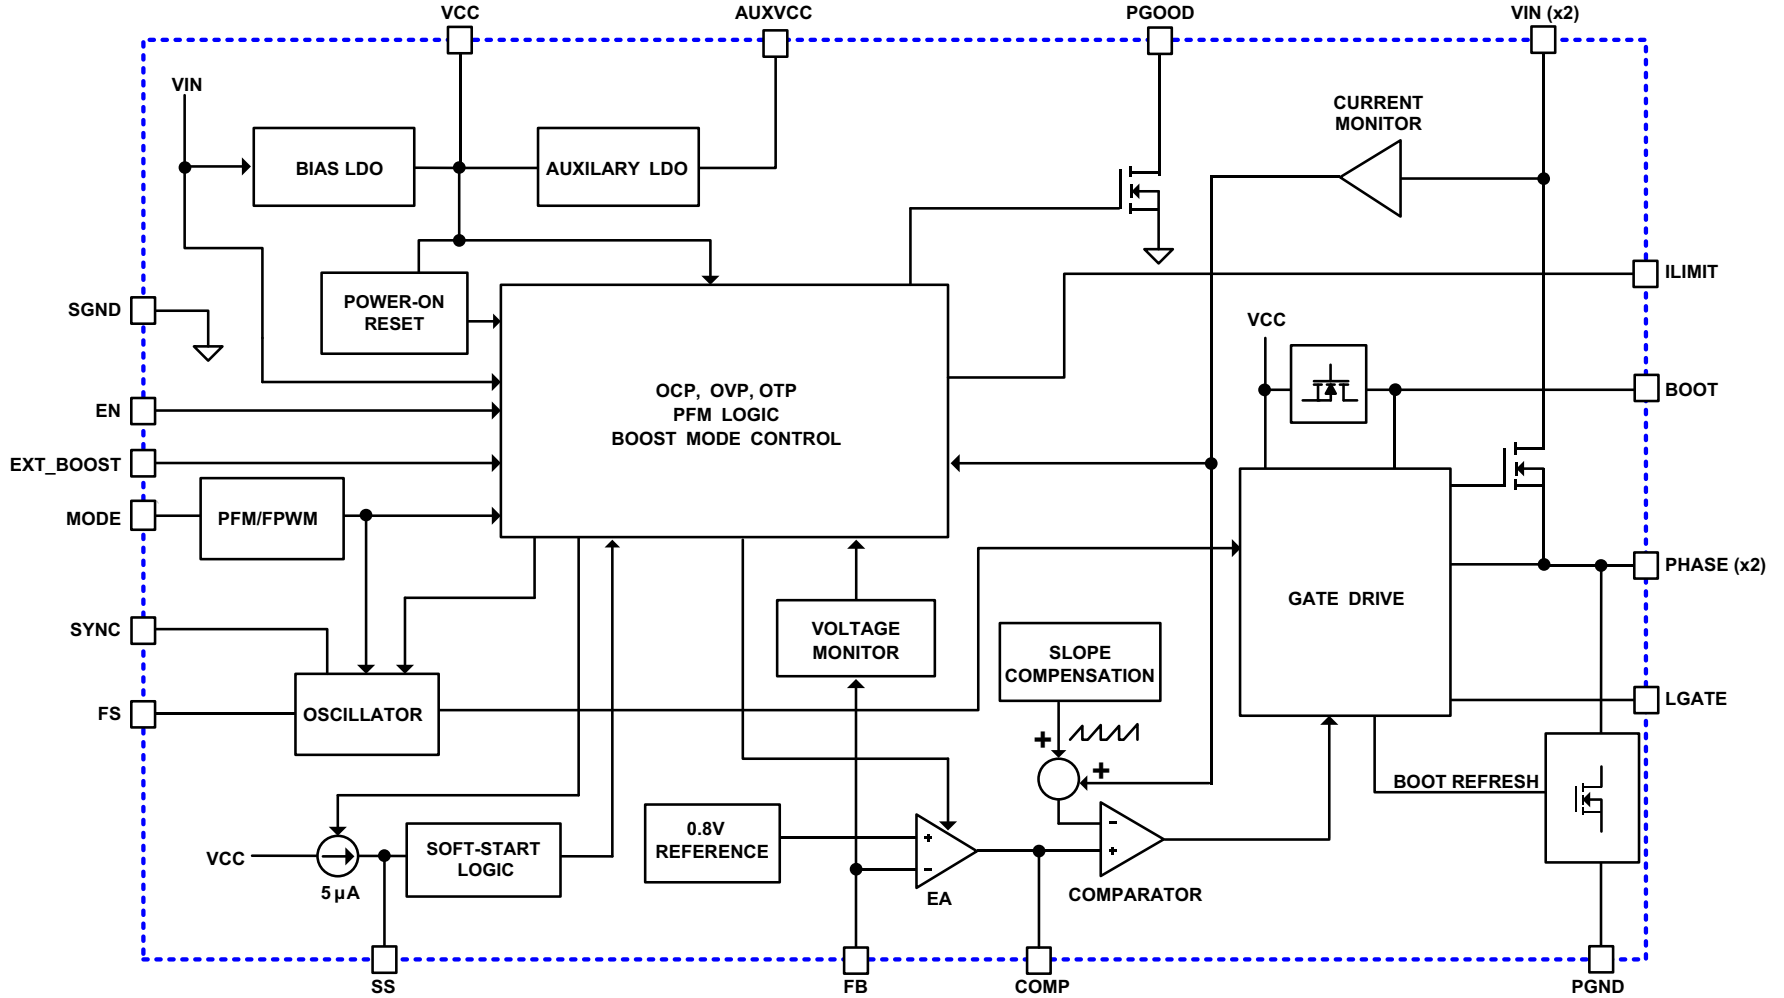 VCC
AUXVCC
PGOOD
VIN (x2)
VIN
CURRENT
MONITOR
BIAS LDO
AUXILARY LDO
ILIMIT
POWER-ON
RESET
SGND
VCC
OCP, OVP, OTP
PFM LOGIC
BOOST MODE CONTROL
BOOT
EN
EXT_BOOST
MODE
PFM/FPWM
PHASE (x2)
GATE DRIVE
SYNC
VOLTAGE
MONITOR
SLOPE
COMPENSATION
LGATE
FS
OSCILLATOR
+
+
BOOT REFRESH
0.8V
REFERENCE
+
−
EA
−
+
COMPARATOR
VCC
5 µA
SOFT-START
LOGIC
SS
FB
COMP
PGND